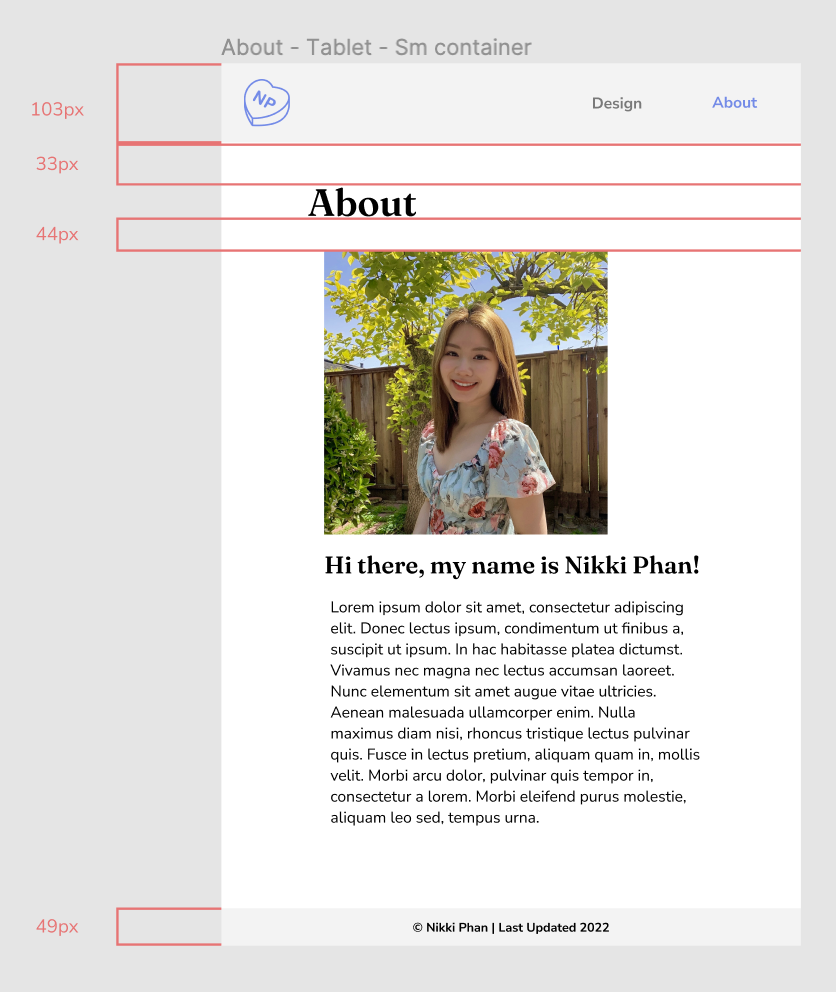 About - Tablet - Sm container
103px
NP
Design
About
33px
About
44px
Hi there, my name is Nikki Phan!
Lorem ipsum dolor sit amet, consectetur adipiscing
elit. Donec lectus ipsum, condimentum ut finibus a,
suscipit ut ipsum. In hac habitasse platea dictumst.
Vivamus nec magna nec lectus accumsan laoreet.
Nunc elementum sit amet augue vitae ultricies.
Aenean malesuada ullamcorper enim. Nulla
maximus diam nisi, rhoncus tristique lectus pulvinar
quis. Fusce in lectus pretium, aliquam quam in, mollis
velit. Morbi arcu dolor, pulvinar quis tempor in,
consectetur a lorem. Morbi eleifend purus molestie,
aliquam leo sed, tempus urna.
49px
© Nikki Phan | Last Updated 2022